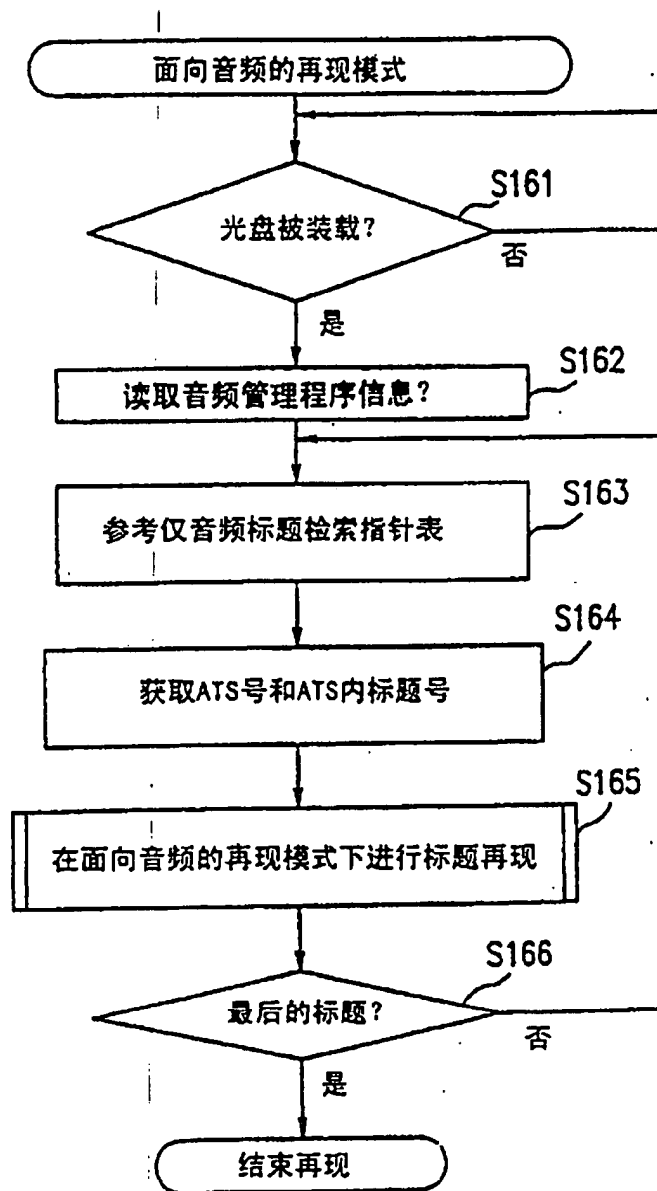 面向音频的再现模式
S161
光盘被装载?
否
是
S162
读取音频管理程序信息?
S163
参考仅音频标题检索指针表
S164
获取ATS号和ATS内标题号
S165
在面向音频的再现模式下进行标题再现
S166
最后的标题?
否
是
结束再现